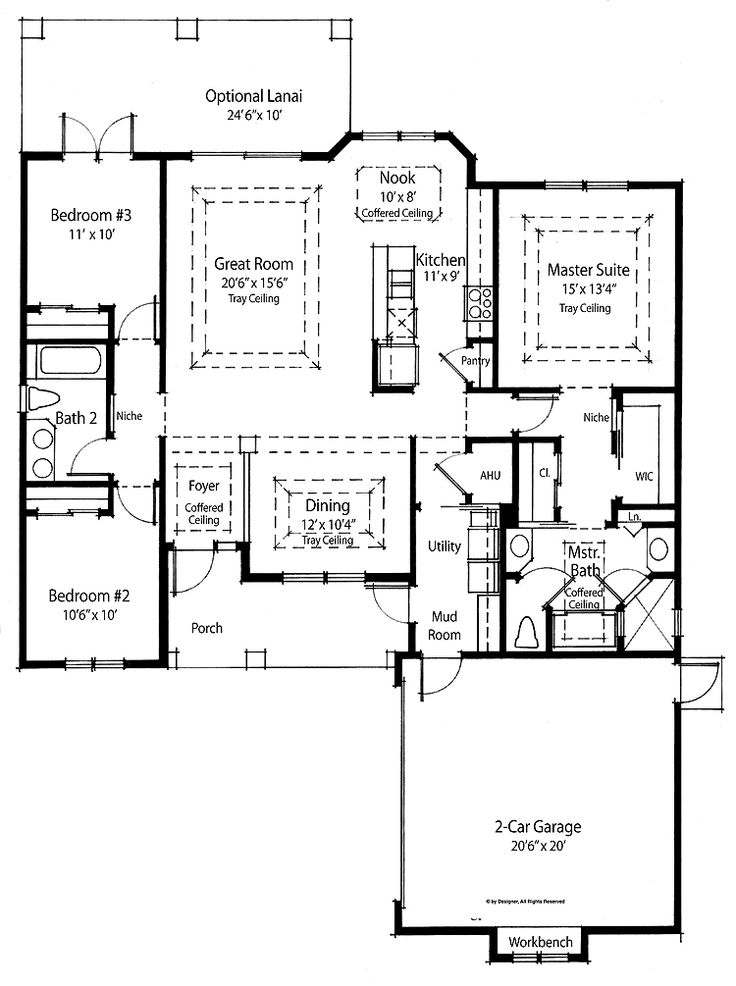 Optional Lanai
24'6"x 10'
Bedroom #3
11' x 10'
Nook
10'x 8'
Coffered Ceiling
Great Room
20'6"x 15'6"
Tray Ceiling
Kitchen
11'x 9'
Master Suite
15' x 13'4"
Tray Ceiling
Pantry
Bath 2
Niche
Niche
WIC
Cl.
AHU
Foyer
Coffered
Ceiling
Dining
12'x 10'4"
Tray Ceiling
Ln.
Utility
Mstr.
Bath
Coffered
Ceiling
Bedroom #2
10'6"x 10'
Porch
Mud
Room
2-Car Garage
20'6"x 20'
© by Designer, All Rights Reserved
Workbench